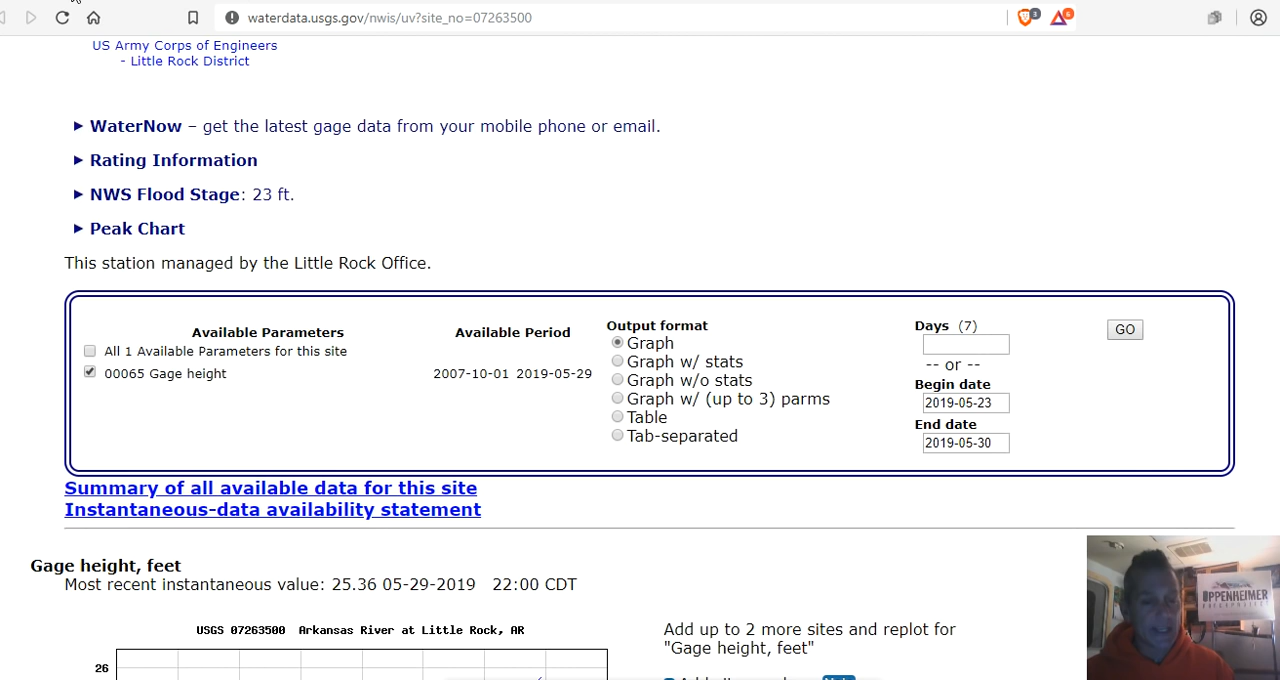 waterdata.usgs.gov/nwis/uv?site_no=07263500
3
6
US Army Corps of Engineers
- Little Rock District
► WaterNow – get the latest gage data from your mobile phone or email.
► Rating Information
► NWS Flood Stage: 23 ft.
► Peak Chart
This station managed by the Little Rock Office.
Available Parameters
All 1 Available Parameters for this site
00065 Gage height
Available Period
2007-10-01 2019-05-29
Output format
Graph
Graph w/ stats
Graph w/o stats
Graph w/ (up to 3) parms
Table
Tab-separated
Days (7)
-- or --
Begin date
2019-05-23
End date
2019-05-30
GO
Summary of all available data for this site
Instantaneous-data availability statement
Gage height, feet
Most recent instantaneous value: 25.36 05-29-2019 22:00 CDT
USGS 07263500 Arkansas River at Little Rock, AR
26
Add up to 2 more sites and replot for
"Gage height, feet"
OPPENHEIMER